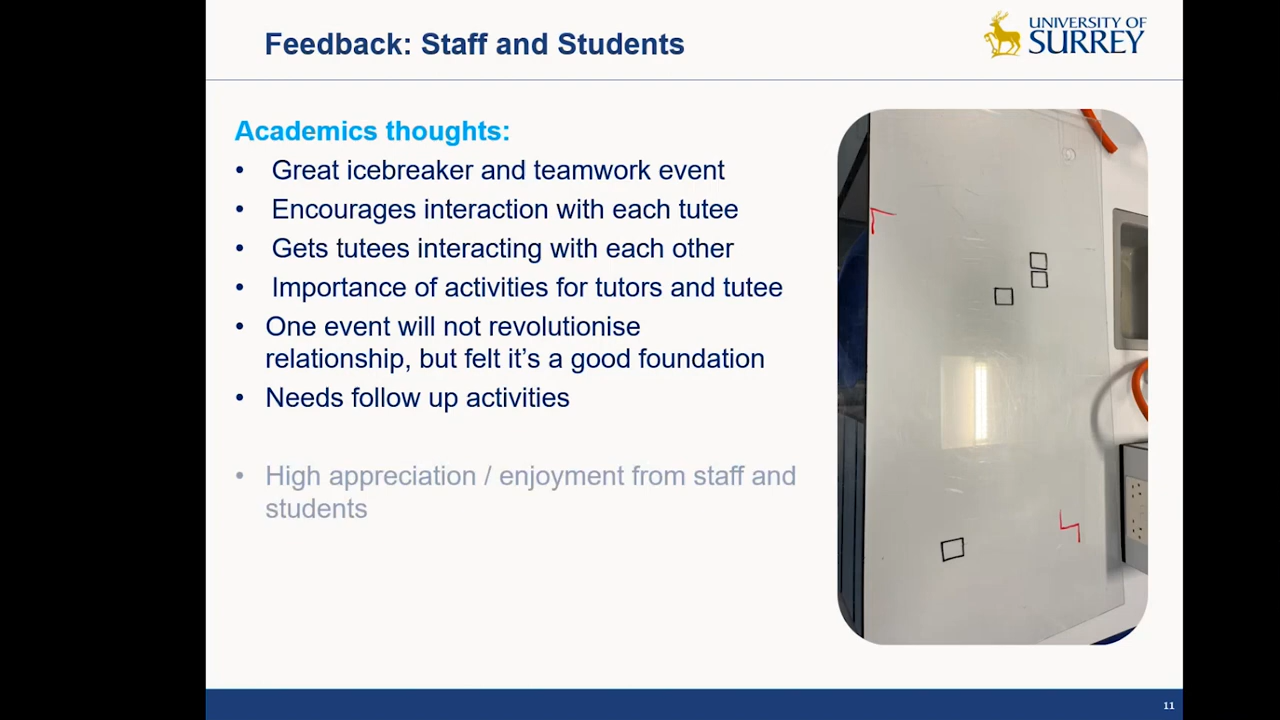 Feedback: Staff and Students
UNIVERSITY OF
SURREY
Academics thoughts:
• Great icebreaker and teamwork event
• Encourages interaction with each tutee
• Gets tutees interacting with each other
• Importance of activities for tutors and tutee
• One event will not revolutionise
relationship, but felt it’s a good foundation
• Needs follow up activities
• High appreciation / enjoyment from staff and
students
11